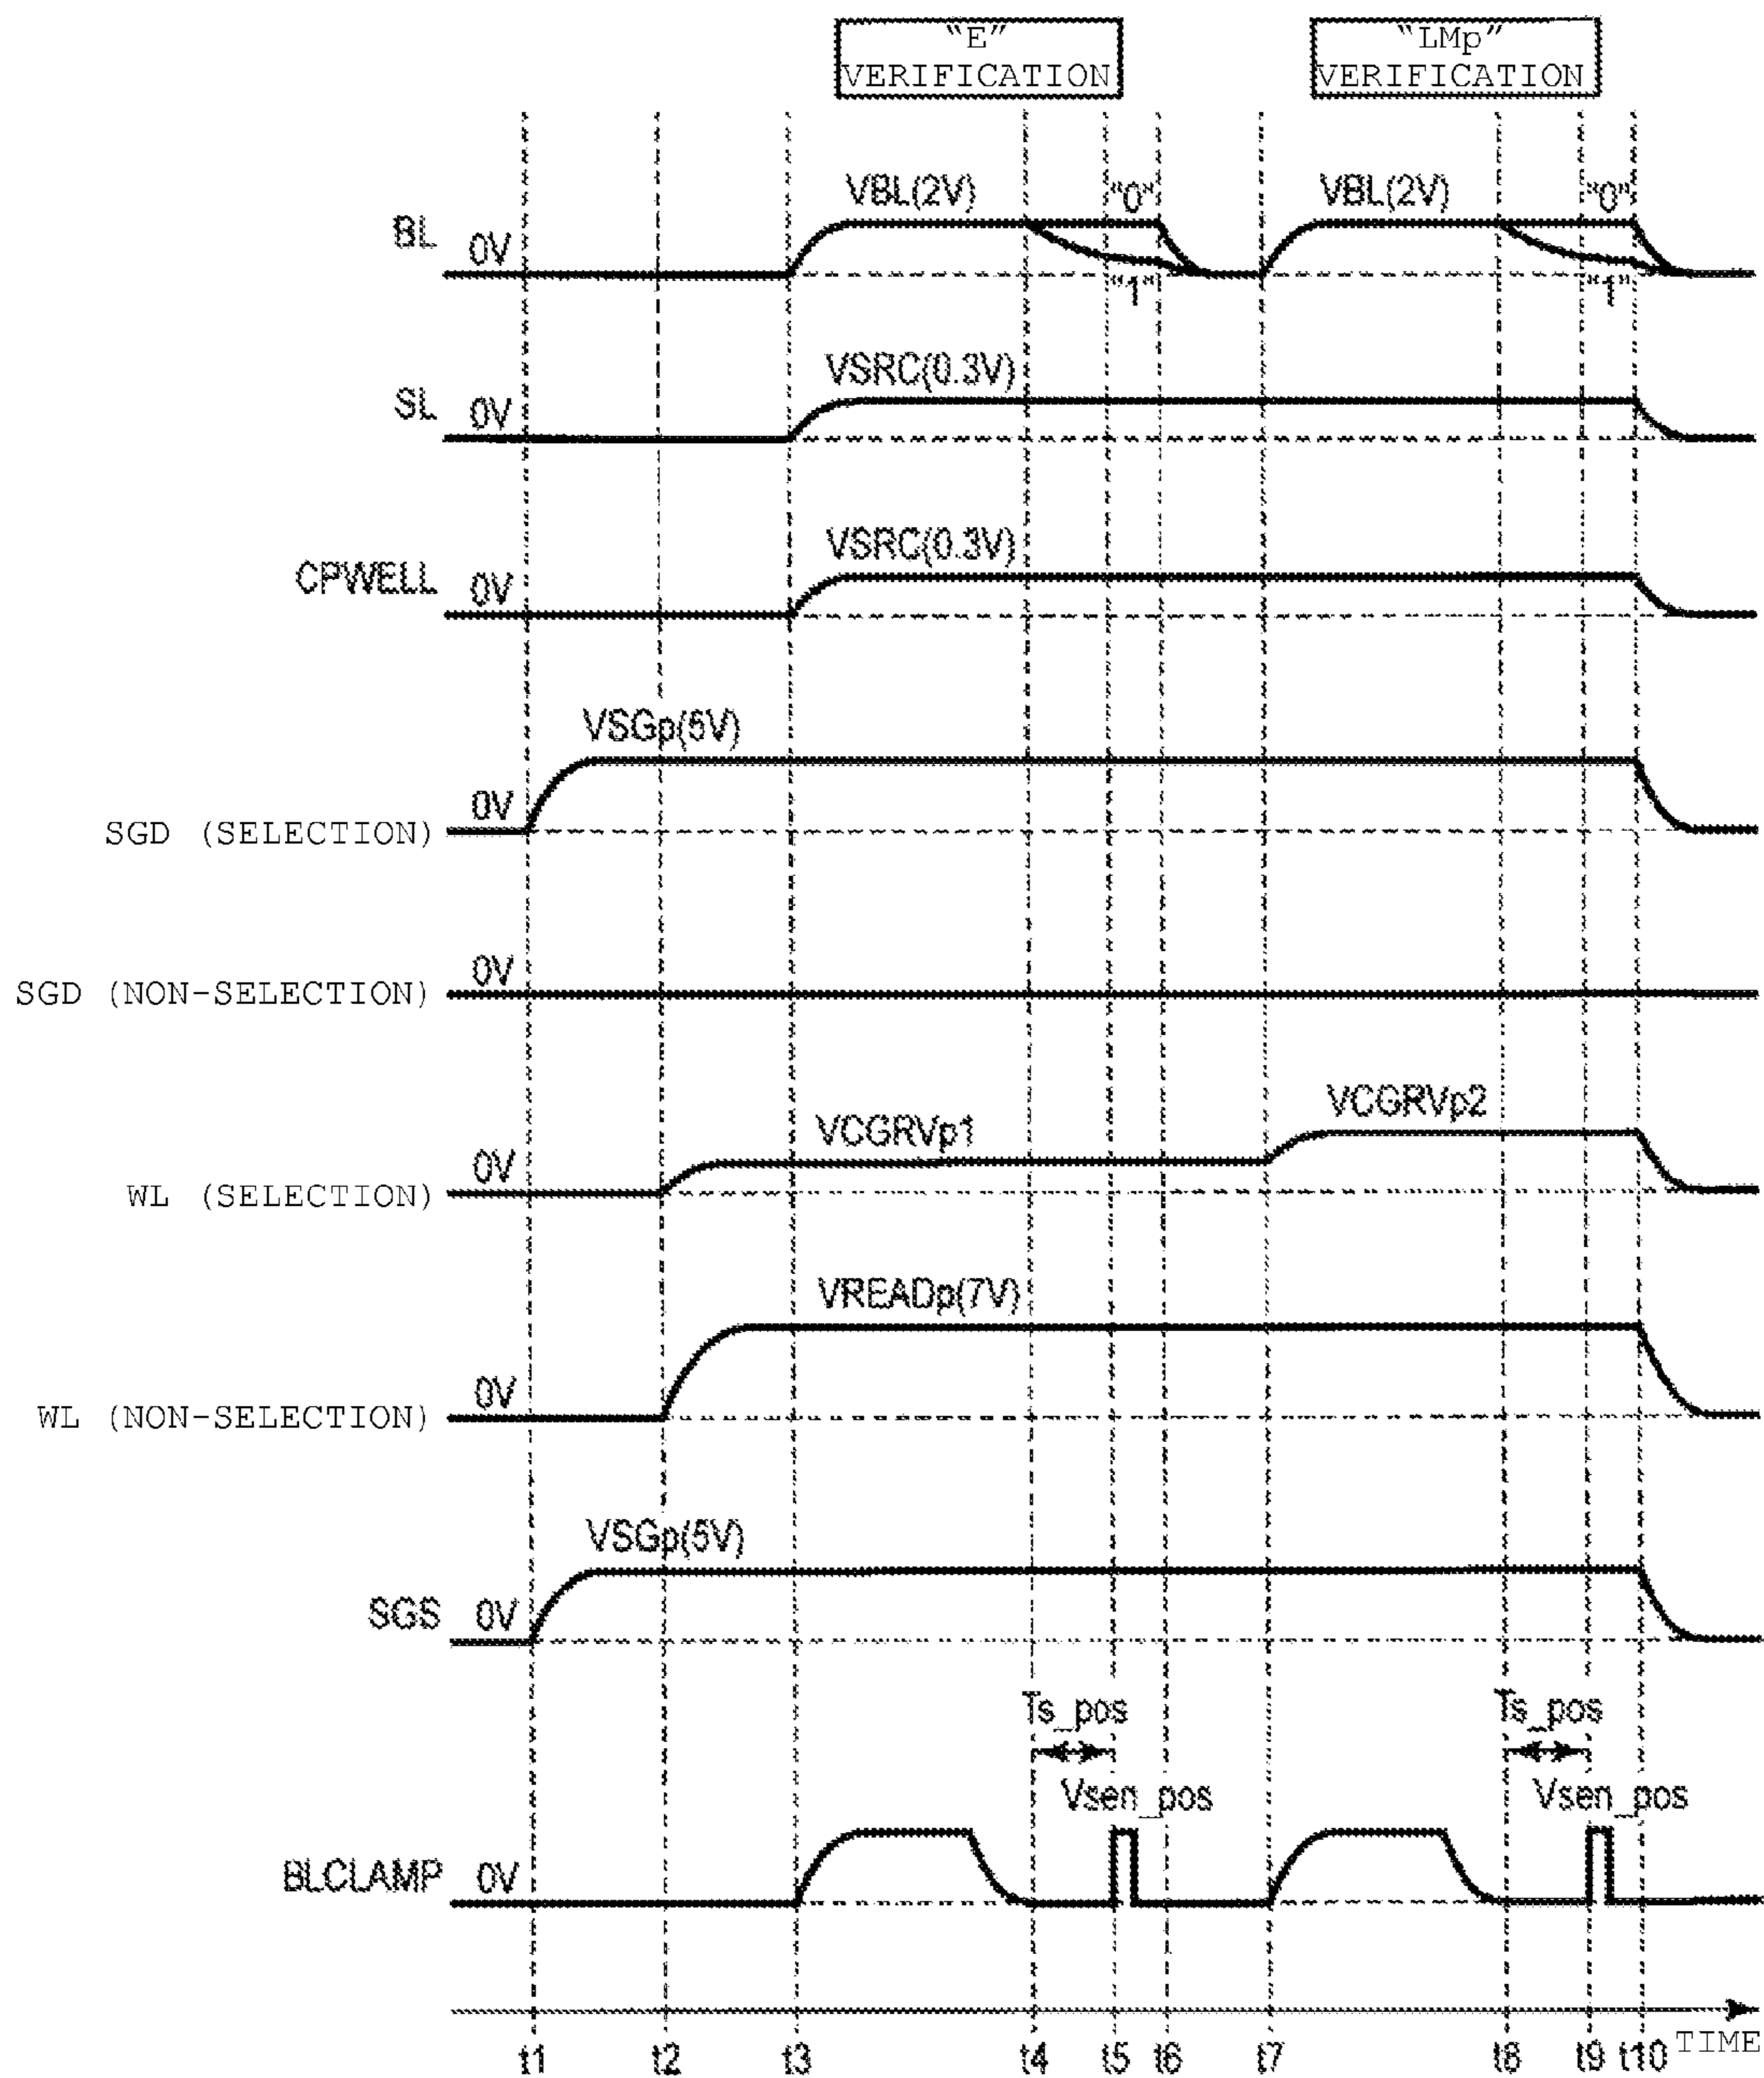 “E”
VERIFICATION
“LMp”
VERIFICATION
BL 0V VBL(2V) "0" "1" VBL(2V) "0" "1"
SL 0V VSRC(0.3V)
CPWELL 0V VSRC(0.3V)
SGD (SELECTION) 0V VSGp(5V)
SGD (NON-SELECTION) 0V
WL (SELECTION) 0V VCGRVp1 VCGRVp2
WL (NON-SELECTION) 0V VREADp(7V)
SGS 0V VSGp(5V)
Ts_pos Ts_pos
Vsen_pos Vsen_pos
BLCLAMP 0V
t1 t2 t3 t4 t5 t6 t7 t8 t9 t10 TIME